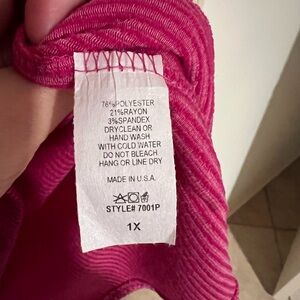 76%POLYESTER
21%RAYON
3%SPANDEX
DRYCLEAN OR
HAND WASH
WITH COLD WATER
DO NOT BLEACH
HANG OR LINE DRY
MADE IN U.S.A.
STYLE# 7001P
1X